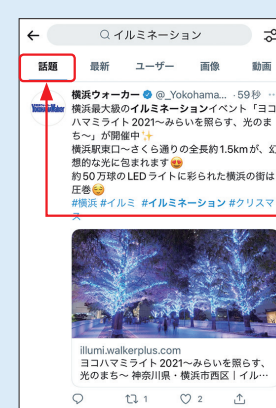 イルミネーション
話題 最新 ユーザー 画像 動画
横浜ウォーカー @_Yokohama... ·59秒
横浜最大級のイルミネーションイベント「ヨコ
ハマミライト 2021～みらいを照らす、光のま
ち～」が開催中✨
横浜駅東口～さくら通りの全長約1.5kmが、幻
想的な光に包まれます😍
約50万球のLEDライトに彩られた横浜の街は
圧巻😊
#横浜 #イルミ #イルミネーション #クリスマ
ス
illumi.walkerplus.com
ヨコハマミライト 2021～みらいを照らす、
光のまち～ 神奈川県・横浜市西区｜イル…
1 2